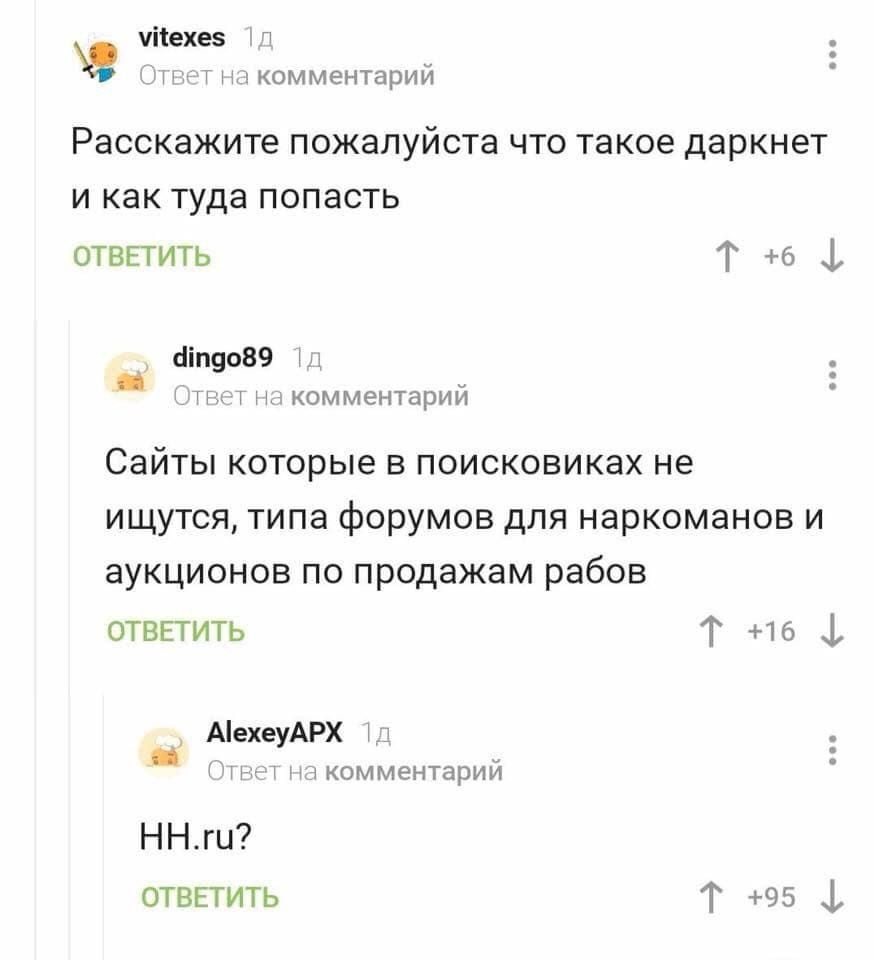 vitexes 1д
Ответ на комментарий
Расскажите пожалуйста что такое даркнет
и как туда попасть
ОТВЕТИТЬ +6
dingo89 1д
Ответ на комментарий
Сайты которые в поисковиках не
ищутся, типа форумов для наркоманов и
аукционов по продажам рабов
ОТВЕТИТЬ +16
AlexeyAPX 1д
Ответ на комментарий
HH.ru?
ОТВЕТИТЬ +95